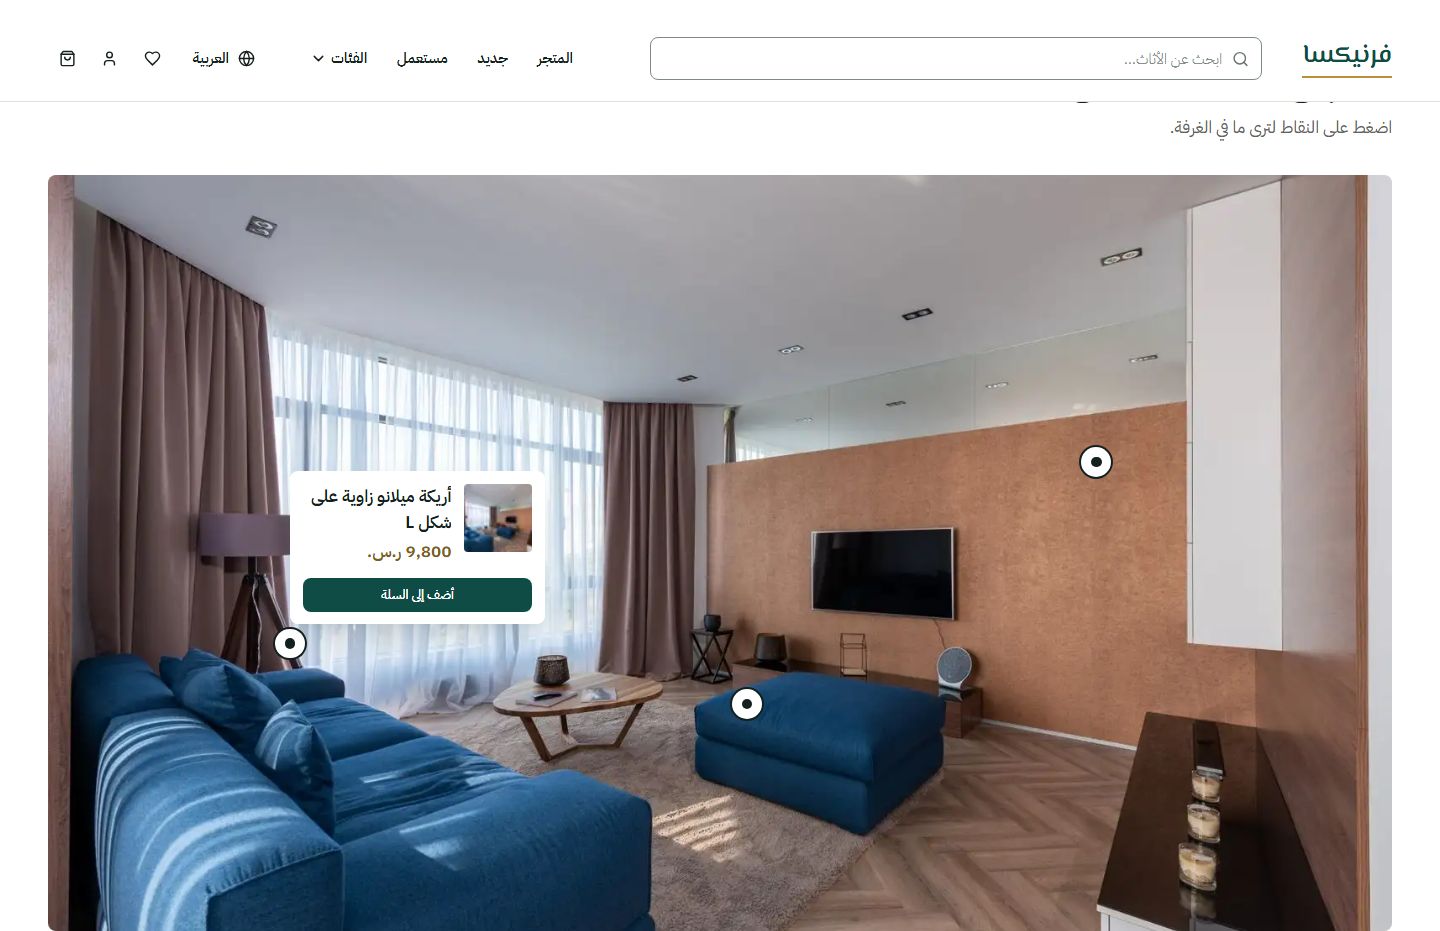 فرنيكسا
ابحث عن الأثاث...
المتجر
جديد
مستعمل
الفئات
العربية
اضغط على النقاط لترى ما في الغرفة.
أريكة ميلانو زاوية على
شكل L
9,800 ر.س.
أضف إلى السلة